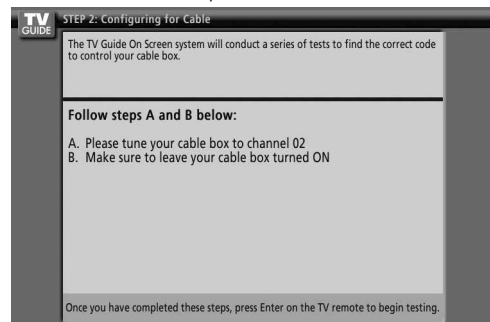 TV
GUIDE
STEP 2: Configuring for Cable
The TV Guide On Screen system will conduct a series of tests to find the correct code
to control your cable box.
Follow steps A and B below:
A. Please tune your cable box to channel 02
B. Make sure to leave your cable box turned ON
Once you have completed these steps, press Enter on the TV remote to begin testing.